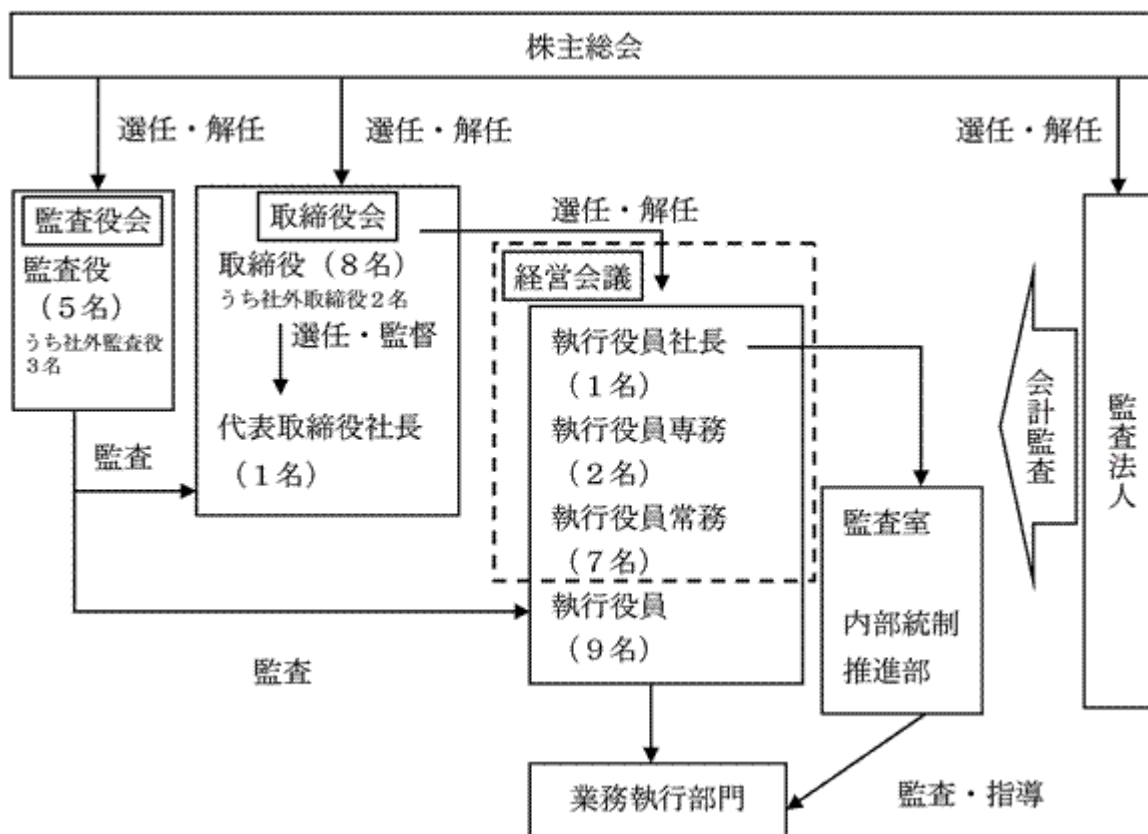 株主総会
選任・解任
選任・解任
選任・解任
監査役会
監査役
（５名）
うち社外監査役
３名
取締役会
取締役（８名）
うち社外取締役２名
選任・監督
代表取締役社長
（１名）
選任・解任
経営会議
執行役員社長
（１名）
執行役員専務
（２名）
執行役員常務
（７名）
執行役員
（９名）
監査
監査
監査室
内部統制
推進部
会計監査
監査法人
業務執行部門
監査・指導